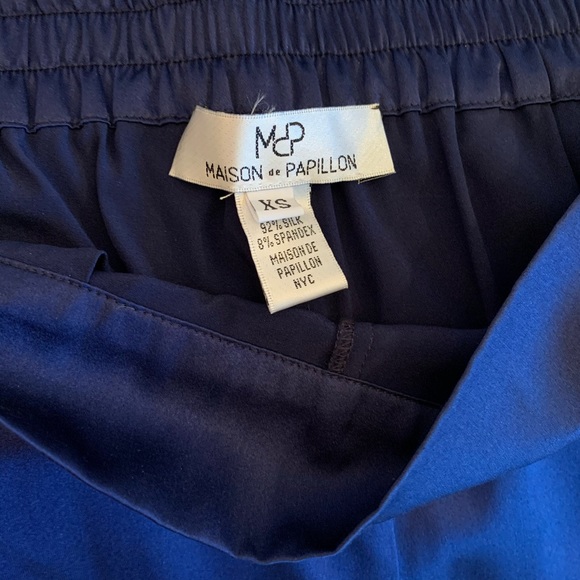 MdP
MAISON de PAPILLON
XS
92% SILK
8% SPANDEX
MAISON DE
PAPILLON
NYC